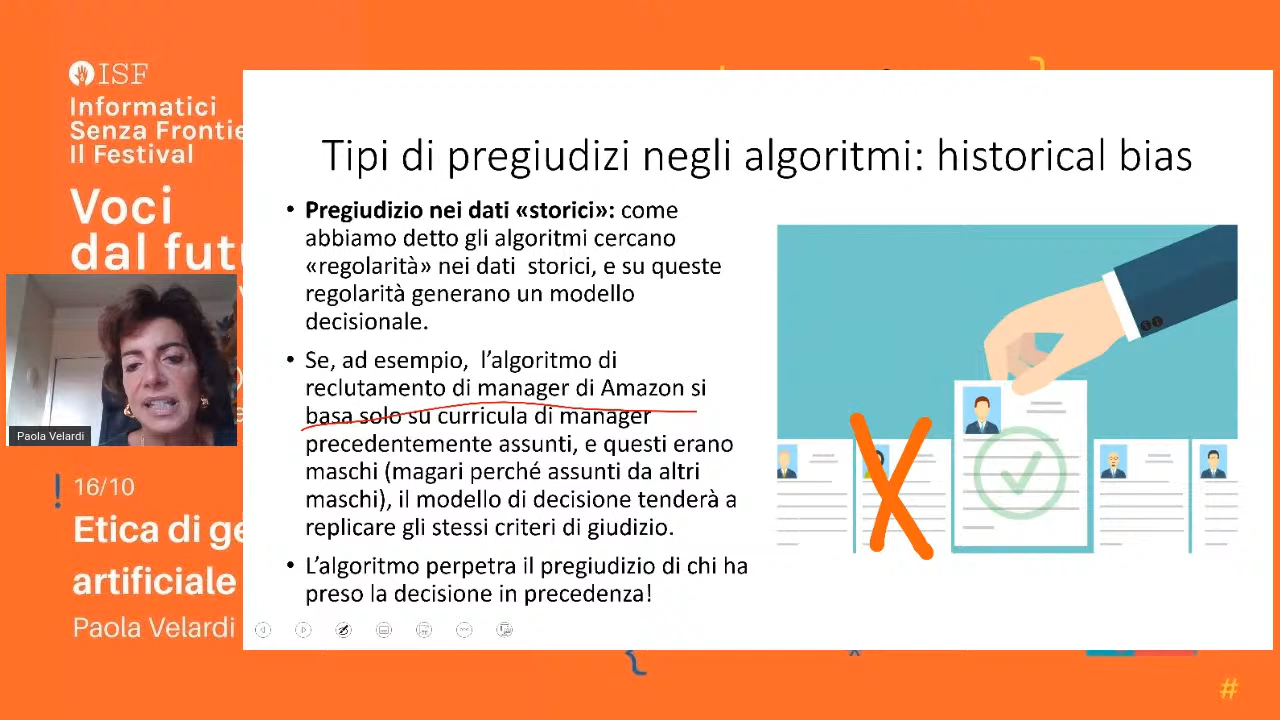 ISF
Informatici
Senza Frontie
Il Festival
Voci
dal futu
Paola Velardi
16/10
Etica di ge
artificiale
Paola Velardi
Tipi di pregiudizi negli algoritmi: historical bias
• Pregiudizio nei dati «storici»: come
abbiamo detto gli algoritmi cercano
«regolarità» nei dati storici, e su queste
regolarità generano un modello
decisionale.
• Se, ad esempio, l’algoritmo di
reclutamento di manager di Amazon si
basa solo su curricula di manager
precedentemente assunti, e questi erano
maschi (magari perché assunti da altri
maschi), il modello di decisione tenderà a
replicare gli stessi criteri di giudizio.
• L’algoritmo perpetra il pregiudizio di chi ha
preso la decisione in precedenza!
#